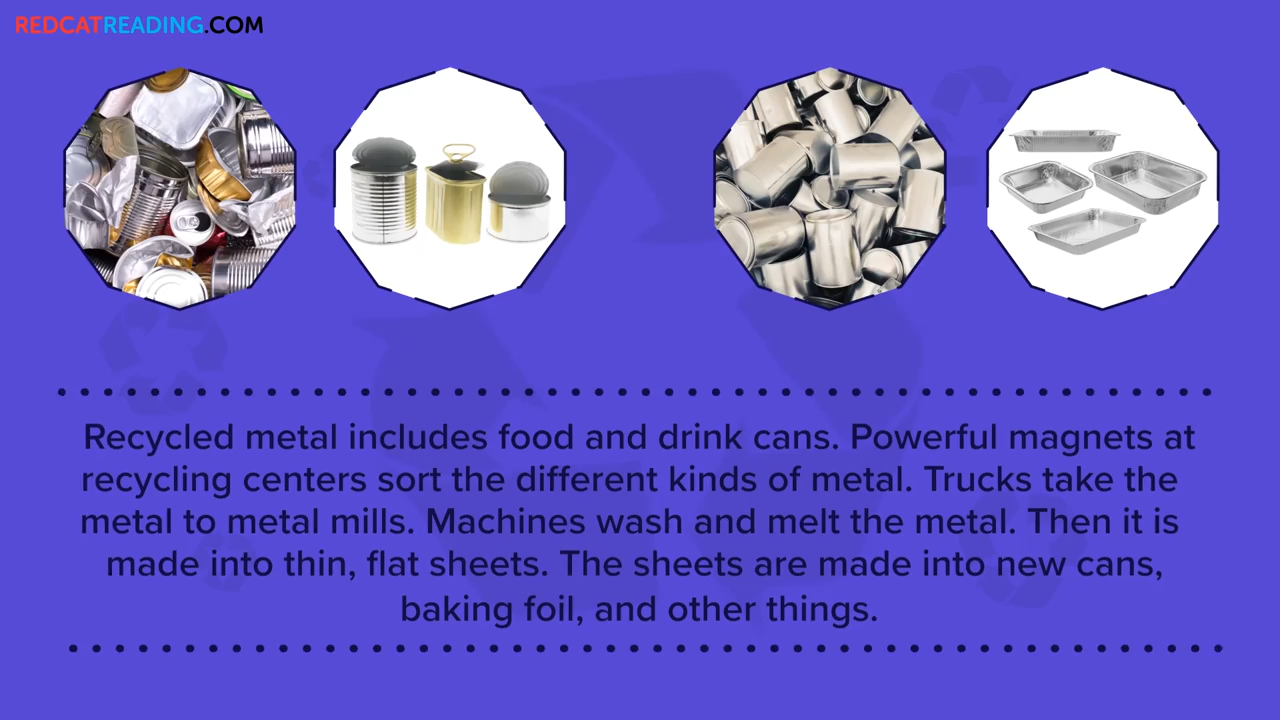 REDCATREADING.COM
Recycled metal includes food and drink cans. Powerful magnets at
recycling centers sort the different kinds of metal. Trucks take the
metal to metal mills. Machines wash and melt the metal. Then it is
made into thin, flat sheets. The sheets are made into new cans,
baking foil, and other things.